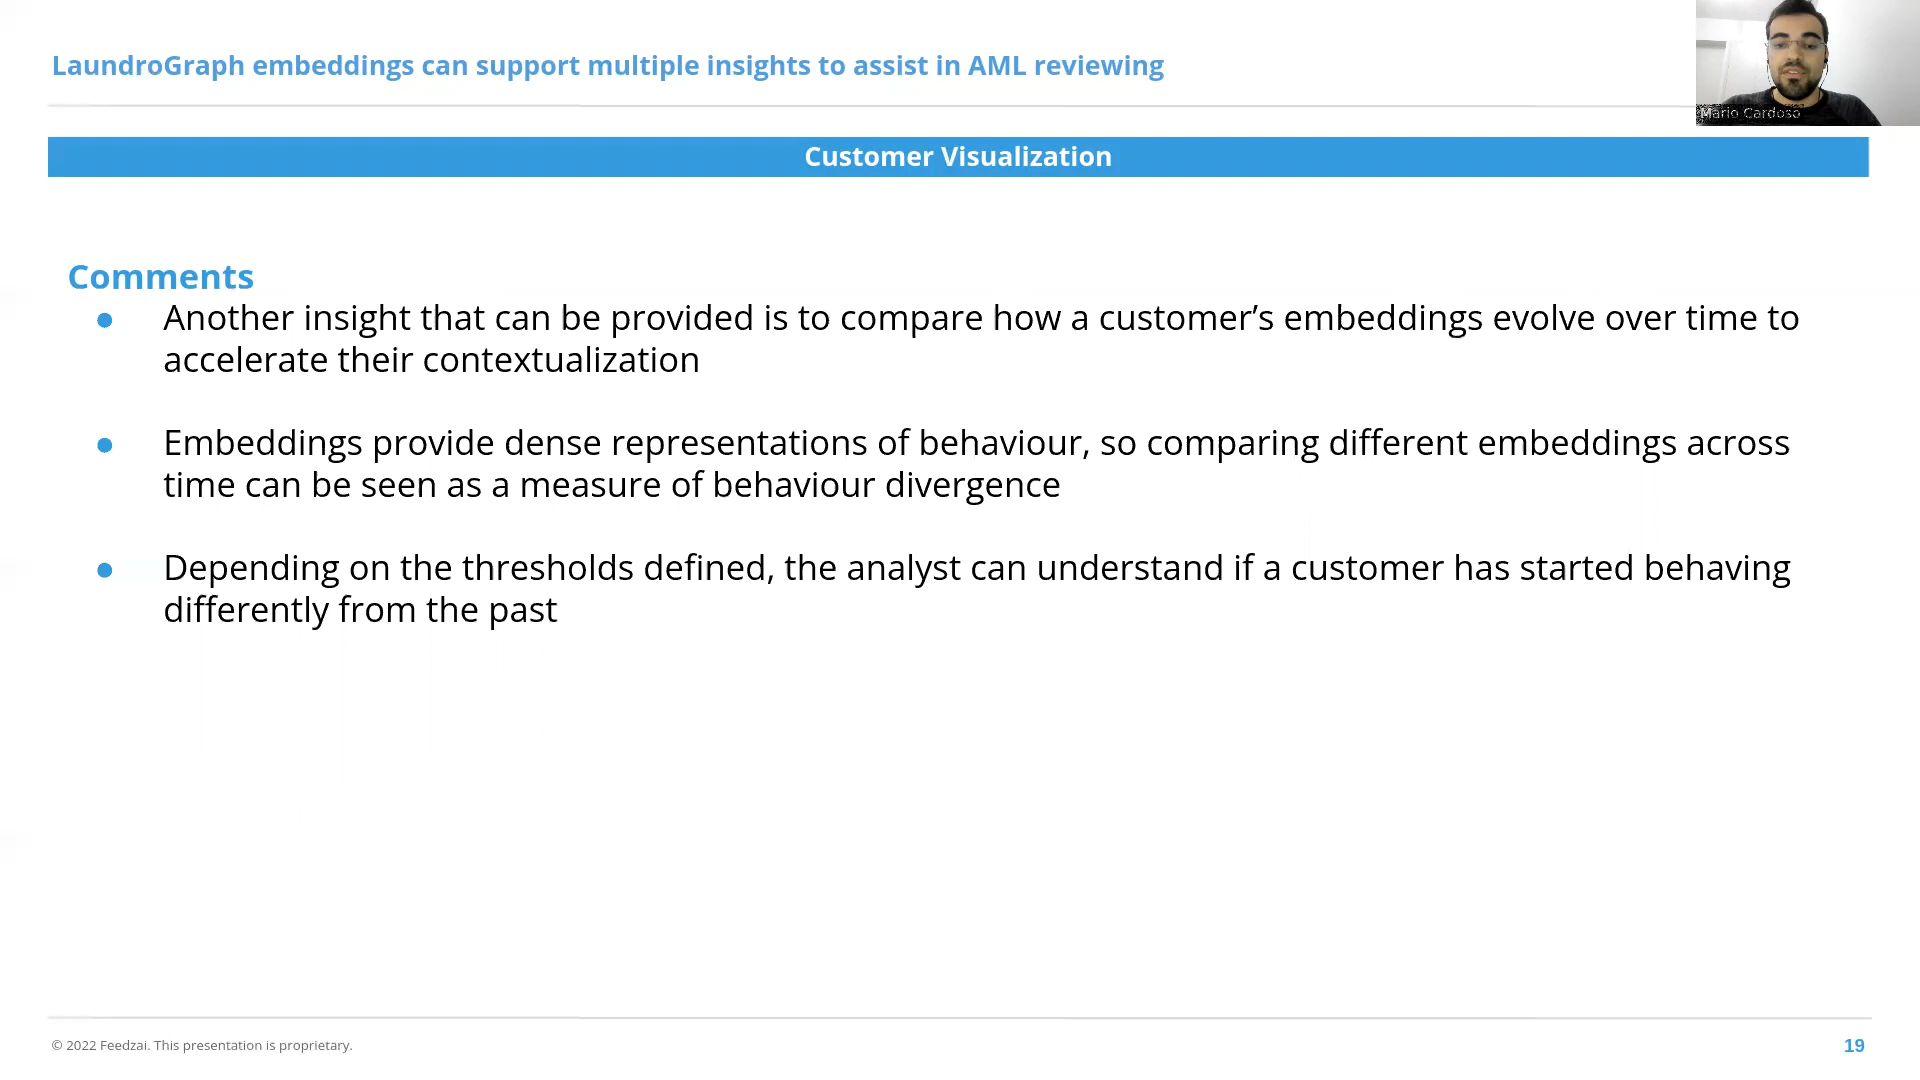 LaundroGraph embeddings can support multiple insights to assist in AML reviewing
Mario Cardoso
Customer Visualization
Comments
● Another insight that can be provided is to compare how a customer’s embeddings evolve over time to
accelerate their contextualization
● Embeddings provide dense representations of behaviour, so comparing different embeddings across
time can be seen as a measure of behaviour divergence
● Depending on the thresholds defined, the analyst can understand if a customer has started behaving
differently from the past
© 2022 Feedzai. This presentation is proprietary.
19